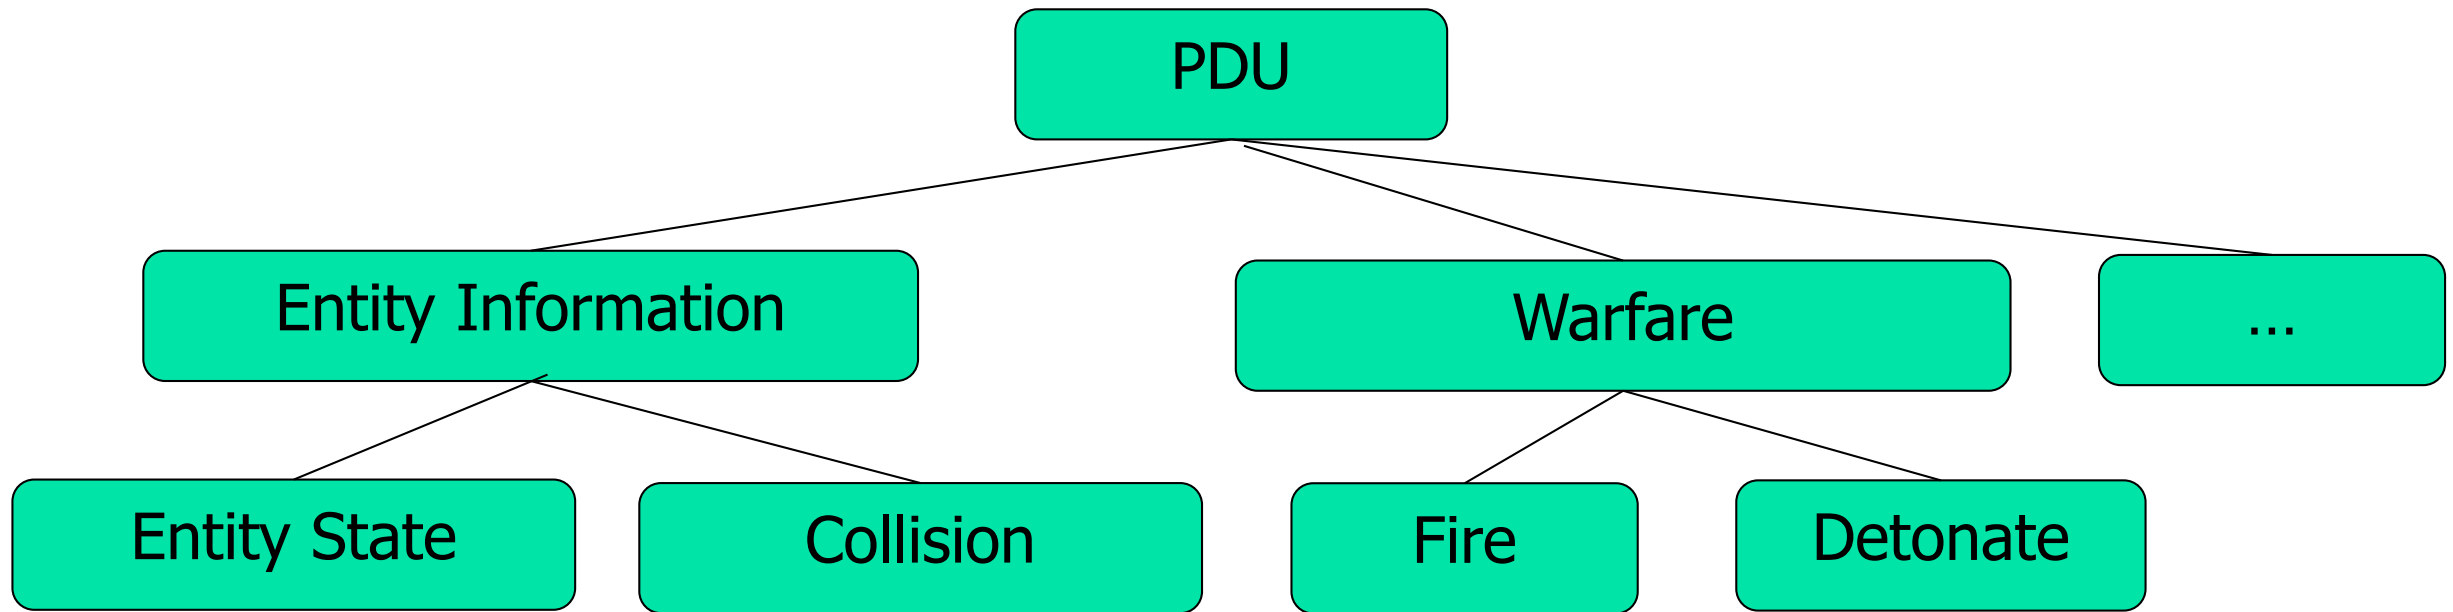 PDU
Entity Information
Warfare
...
Entity State
Collision
Fire
Detonate